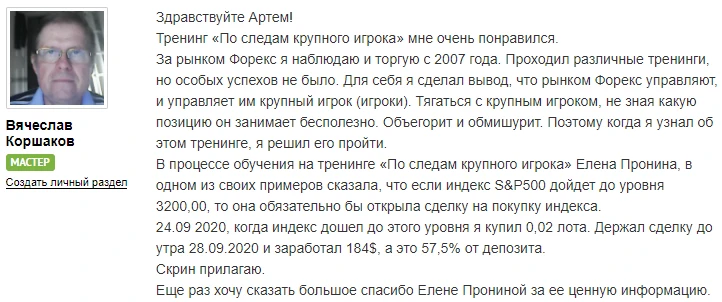 Вячеслав
Коршаков
МАСТЕР
Создать личный раздел
Здравствуйте Артем!
Тренинг «По следам крупного игрока» мне очень понравился.
За рынком Форекс я наблюдаю и торгую с 2007 года. Проходил различные тренинги,
но особых успехов не было. Для себя я сделал вывод, что рынком Форекс управляют,
и управляет им крупный игрок (игроки). Тягаться с крупным игроком, не зная какую
позицию он занимает бесполезно. Объегорит и обмишурит. Поэтому когда я узнал об
этом тренинге, я решил его пройти.
В процессе обучения на тренинге «По следам крупного игрока» Елена Пронина, в
одном из своих примеров сказала, что если индекс S&P500 дойдет до уровня
3200,00, то она обязательно бы открыла сделку на покупку индекса.
24.09 2020, когда индекс дошел до этого уровня я купил 0,02 лота. Держал сделку до
утра 28.09.2020 и заработал 184$, а это 57,5% от депозита.
Скрин прилагаю.
Еще раз хочу сказать большое спасибо Елене Прониной за ее ценную информацию.